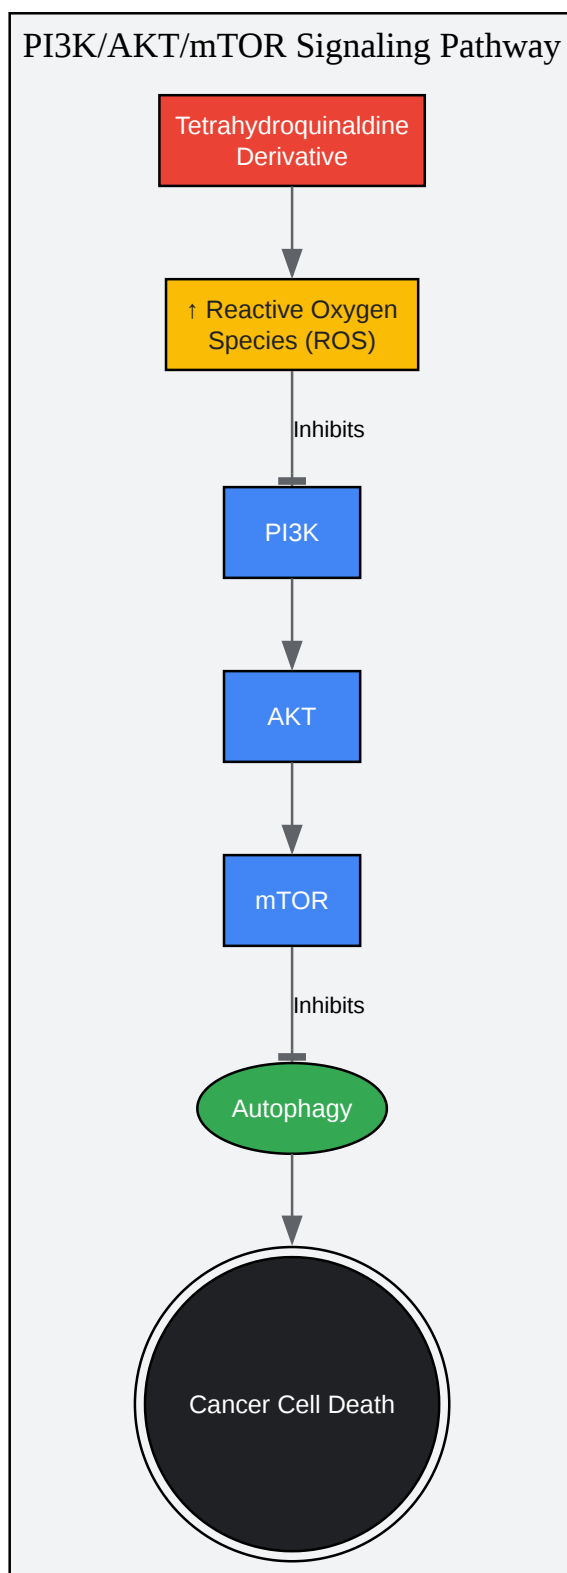 PI3K/AKT/mTOR Signaling Pathway
Tetrahydroquinaldine
Derivative
↑ Reactive Oxygen
Species (ROS)
Inhibits
PI3K
AKT
mTOR
Inhibits
Autophagy
Cancer Cell Death